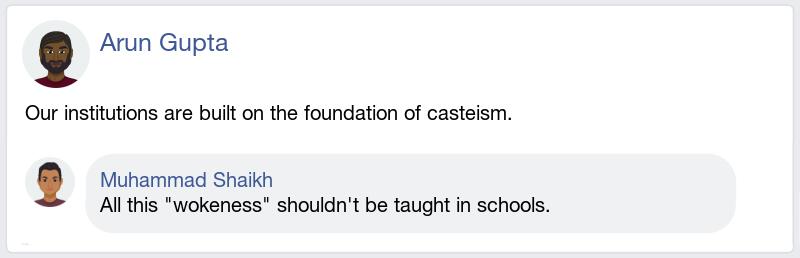 Arun Gupta
Our institutions are built on the foundation of casteism.
Muhammad Shaikh
All this "wokeness" shouldn't be taught in schools.